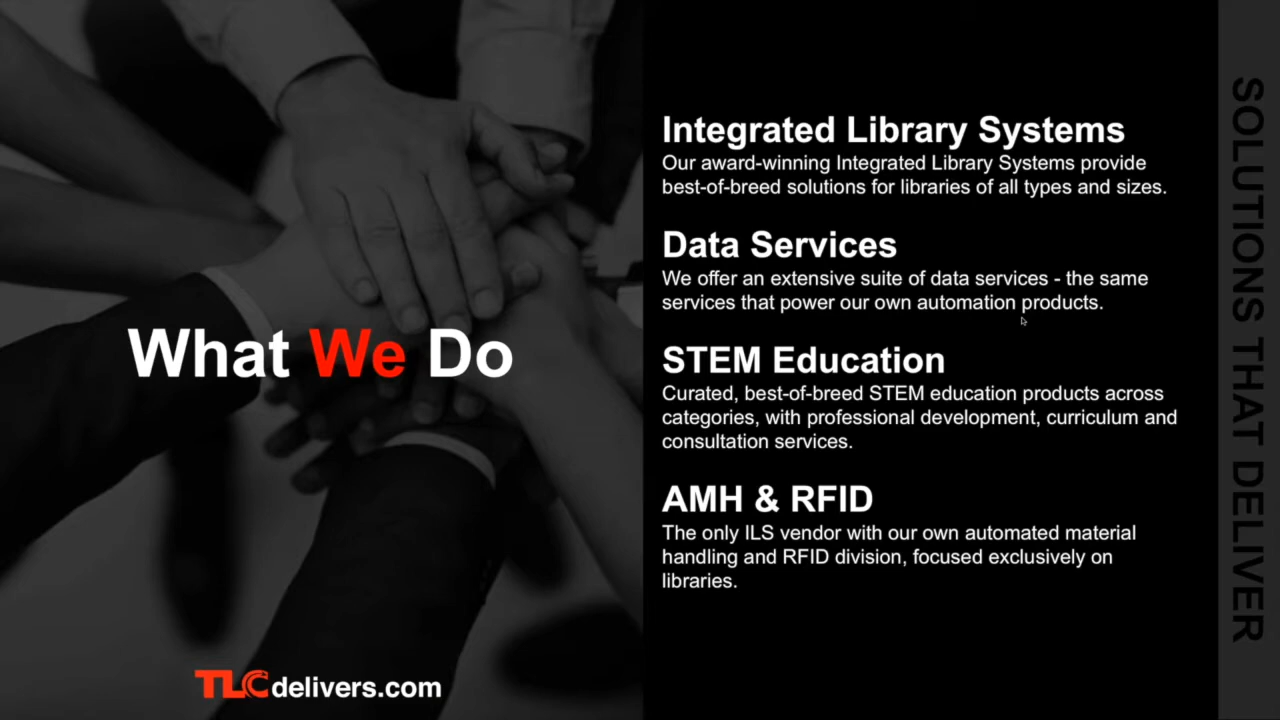 What We Do
TLCdelivers.com
Integrated Library Systems
Our award-winning Integrated Library Systems provide
best-of-breed solutions for libraries of all types and sizes.
Data Services
We offer an extensive suite of data services - the same
services that power our own automation products.
STEM Education
Curated, best-of-breed STEM education products across
categories, with professional development, curriculum and
consultation services.
AMH & RFID
The only ILS vendor with our own automated material
handling and RFID division, focused exclusively on
libraries.
SOLUTIONS THAT DELIVER